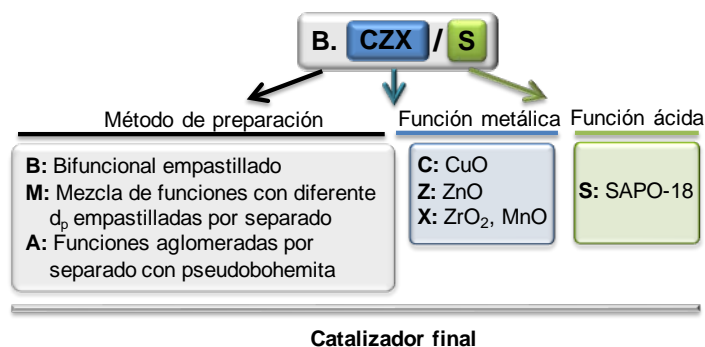 B. CZX / S
Método de preparación
Función metálica
Función ácida
B: Bifuncional empastillado
M: Mezcla de funciones con diferente
dp empastilladas por separado
A: Funciones aglomeradas por
separado con pseudobohemita
C: CuO
Z: ZnO
X: ZrO2, MnO
S: SAPO-18
Catalizador final